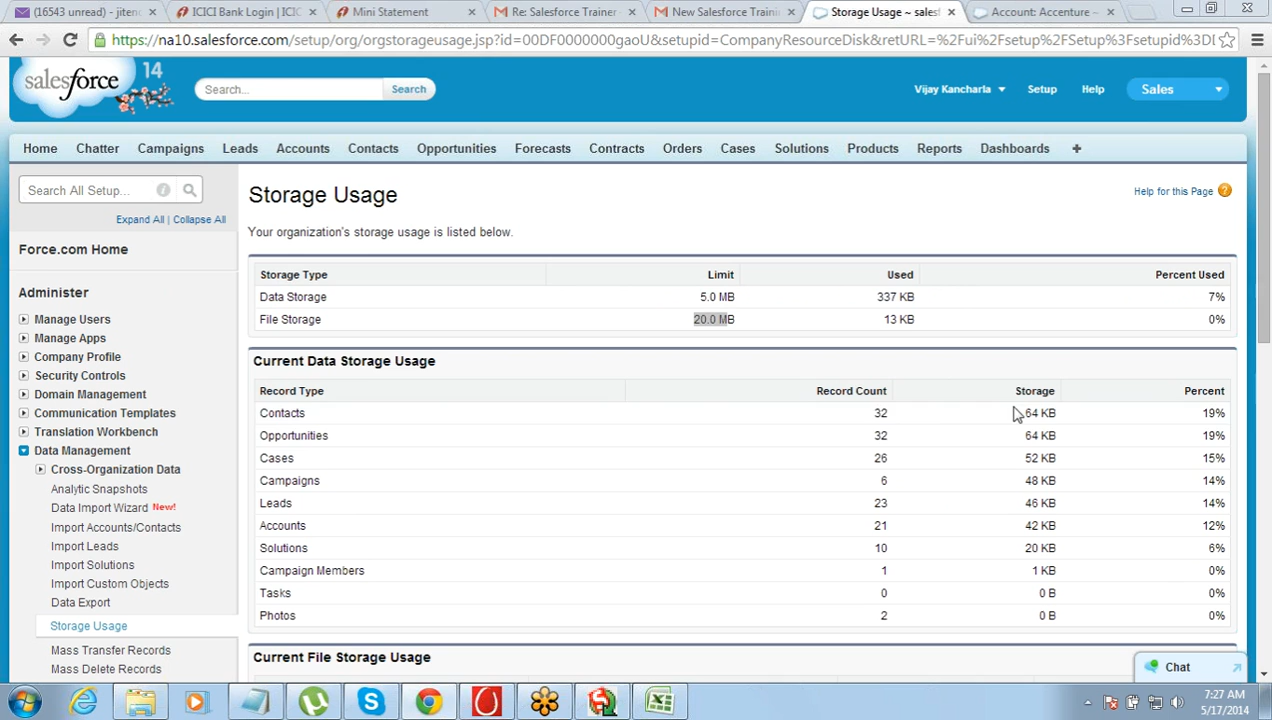 (16543 unread) - jiten
ICICI Bank Login | IC
Mini Statement
Re: Salesforce Trainer -
New Salesforce Trainin
Storage Usage ~ sales
Account: Accenture ~
https://na10.salesforce.com/setup/org/orgstorageusage.jsp?id=00DF0000000gaoU&setupid=CompanyResourceDisk&retURL=%2Fui%2Fsetup%2FSetup%3Fsetupid%3D
salesforce 14
Search... Search
Vijay Kancharla Setup Help Sales
Home Chatter Campaigns Leads Accounts Contacts Opportunities Forecasts Contracts Orders Cases Solutions Products Reports Dashboards +
Search All Setup...
Expand All | Collapse All
Force.com Home
Administer
Manage Users
Manage Apps
Company Profile
Security Controls
Domain Management
Communication Templates
Translation Workbench
Data Management
Cross-Organization Data
Analytic Snapshots
Data Import Wizard New!
Import Accounts/Contacts
Import Leads
Import Solutions
Import Custom Objects
Data Export
Storage Usage
Mass Transfer Records
Mass Delete Records
Storage Usage
Help for this Page ?
Your organization's storage usage is listed below.
Storage Type Limit Used Percent Used
Data Storage 5.0 MB 337 KB 7%
File Storage 20.0 MB 13 KB 0%
Current Data Storage Usage
Record Type Record Count Storage Percent
Contacts 32 64 KB 19%
Opportunities 32 64 KB 19%
Cases 26 52 KB 15%
Campaigns 6 48 KB 14%
Leads 23 46 KB 14%
Accounts 21 42 KB 12%
Solutions 10 20 KB 6%
Campaign Members 1 1 KB 0%
Tasks 0 0 B 0%
Photos 2 0 B 0%
Current File Storage Usage
Chat
7:27 AM
5/17/2014